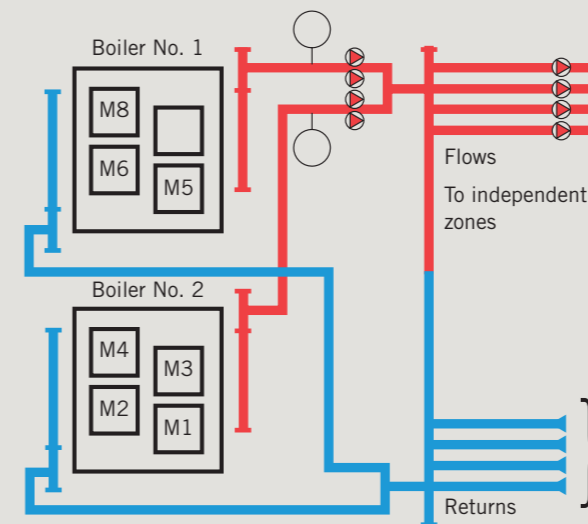 Boiler No. 1
M8
M6
M5
Flows
To independent
zones
Boiler No. 2
M4
M3
M2
M1
Returns